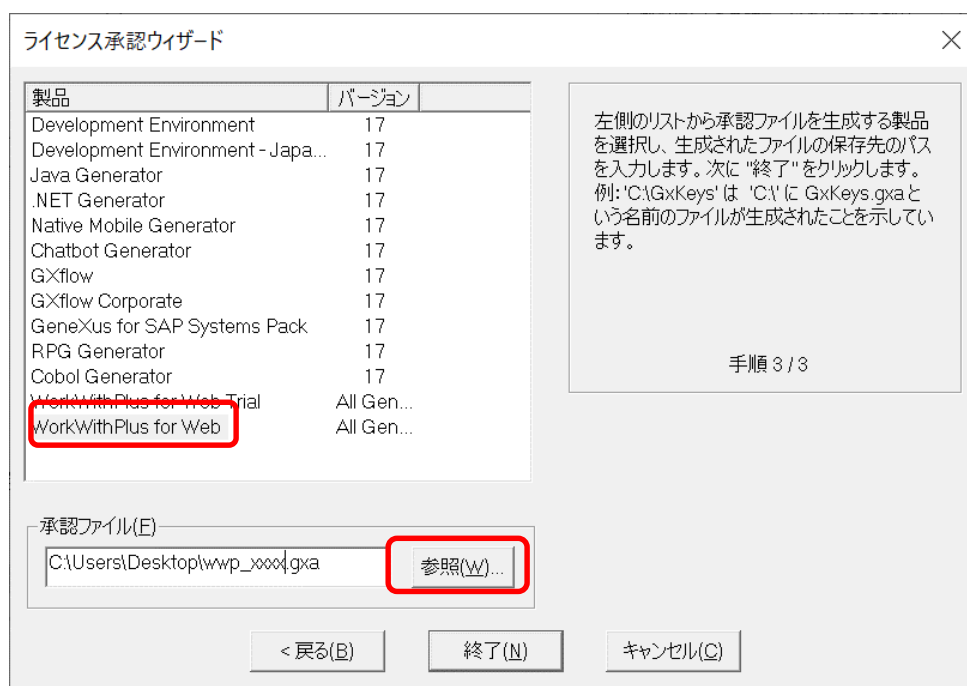 ライセンス承認ウィザード
製品 バージョン
Development Environment 17
Development Environment - Japa... 17
Java Generator 17
.NET Generator 17
Native Mobile Generator 17
Chatbot Generator 17
GXflow 17
GXflow Corporate 17
GeneXus for SAP Systems Pack 17
RPG Generator 17
Cobol Generator 17
WorkWithPlus for Web Trial All Gen...
WorkWithPlus for Web All Gen...
左側のリストから承認ファイルを生成する製品
を選択し、生成されたファイルの保存先のパス
を入力します。次に "終了" をクリックします。
例: 'C:\GxKeys' は 'C:\' に GxKeys.gxa と
いう名前のファイルが生成されたことを示してい
ます。
手順 3 / 3
承認ファイル(F)
C:\Users\Desktop\wwp_xxxx.gxa
参照(W)...
< 戻る(B)
終了(N)
キャンセル(C)